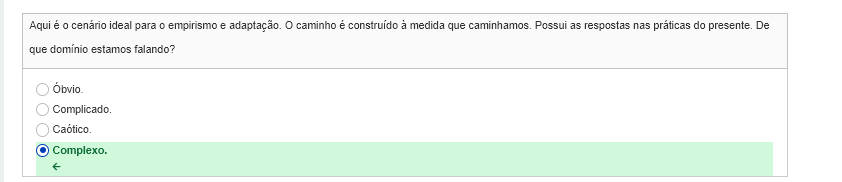 Aqui é o cenário ideal para o empirismo e adaptação. O caminho é construído à medida que caminhamos. Possui as respostas nas práticas do presente. De
que domínio estamos falando?
Óbvio.
Complicado.
Caótico.
Complexo.